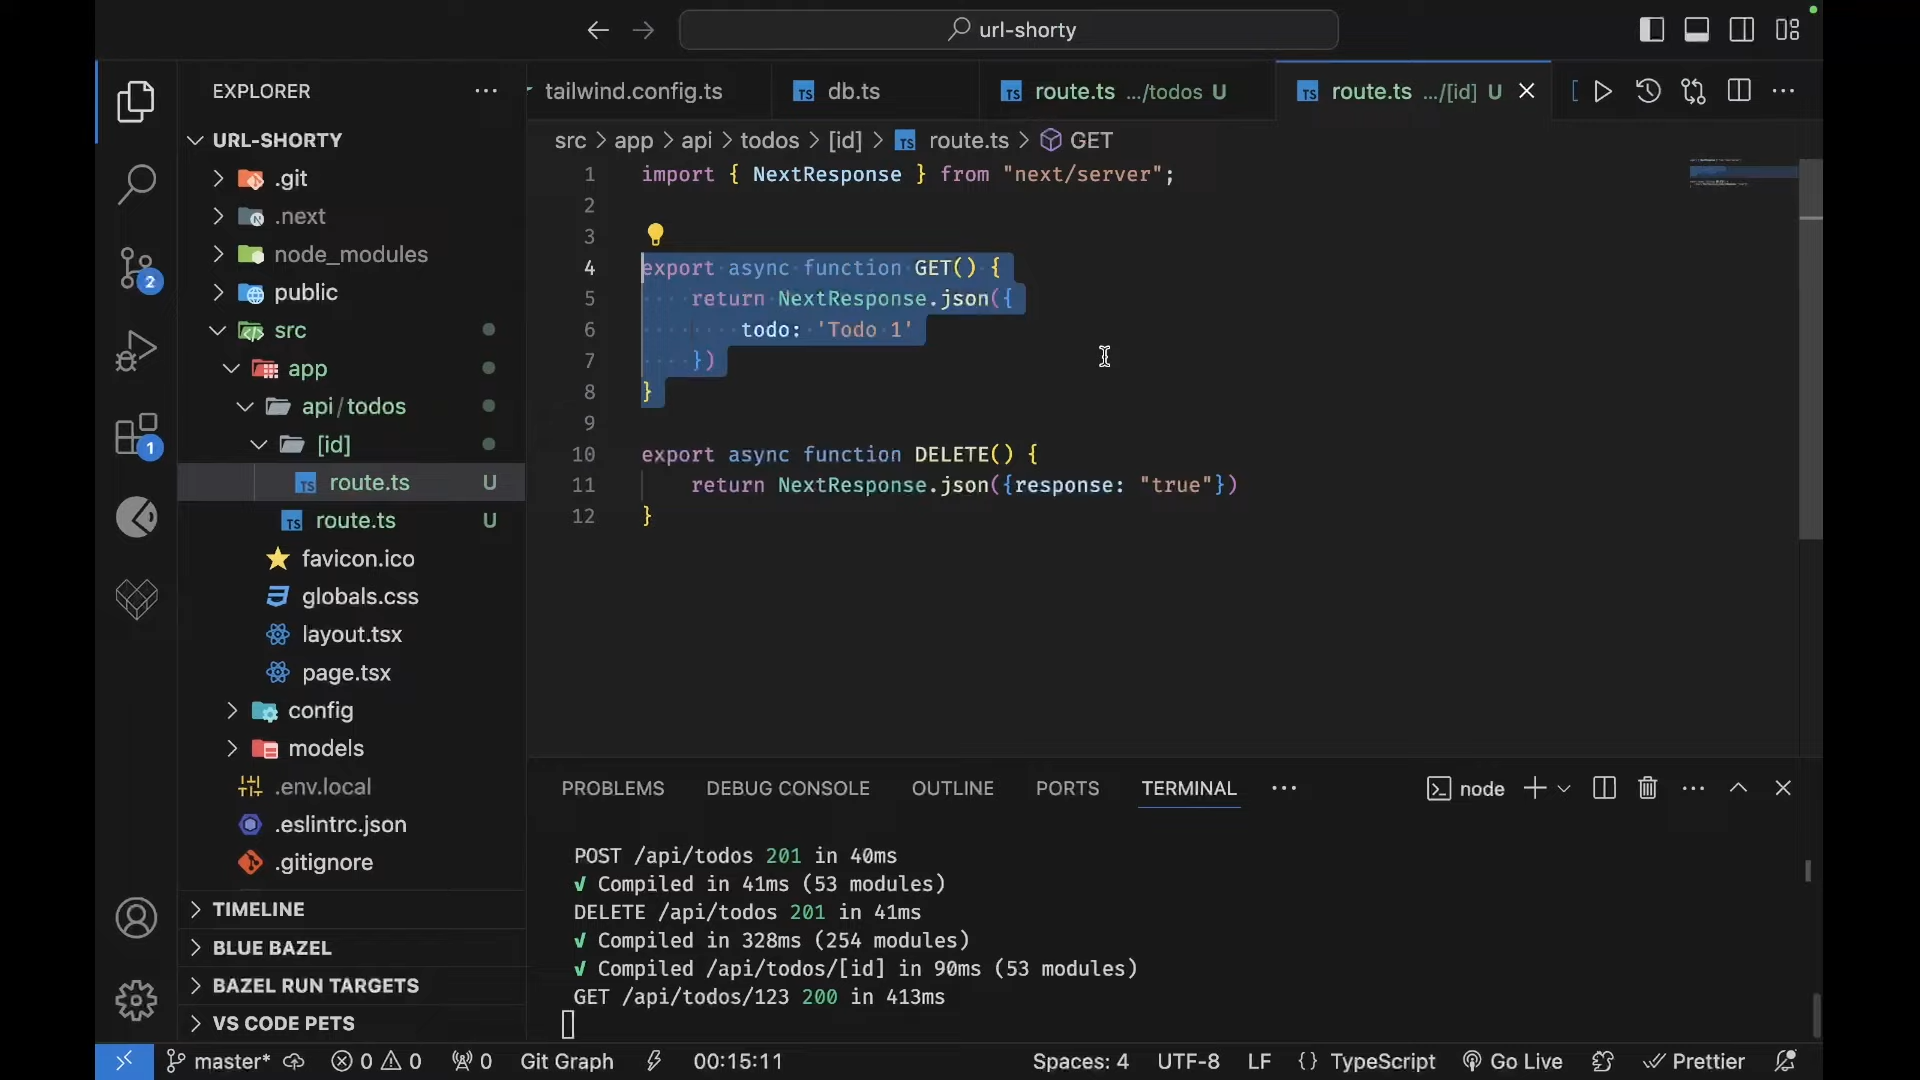 url-shorty
EXPLORER
URL-SHORTY
.git
.next
node_modules
public
src
app
api/todos
[id]
route.ts U
route.ts U
favicon.ico
globals.css
layout.tsx
page.tsx
config
models
.env.local
.eslintrc.json
.gitignore
TIMELINE
BLUE BAZEL
BAZEL RUN TARGETS
VS CODE PETS
2
1
tailwind.config.ts
TS db.ts
TS route.ts .../todos U
TS route.ts .../[id] U
src > app > api > todos > [id] > TS route.ts > GET
1 import { NextResponse } from "next/server";
2
3
4 export async function GET() {
5 return NextResponse.json({
6 todo: 'Todo 1'
7 })
8 }
9
10 export async function DELETE() {
11 return NextResponse.json({response: "true"})
12 }
PROBLEMS DEBUG CONSOLE OUTLINE PORTS TERMINAL node
POST /api/todos 201 in 40ms
✓ Compiled in 41ms (53 modules)
DELETE /api/todos 201 in 41ms
✓ Compiled in 328ms (254 modules)
✓ Compiled /api/todos/[id] in 90ms (53 modules)
GET /api/todos/123 200 in 413ms
master* 0 0 0 Git Graph 00:15:11 Spaces: 4 UTF-8 LF {} TypeScript Go Live Prettier